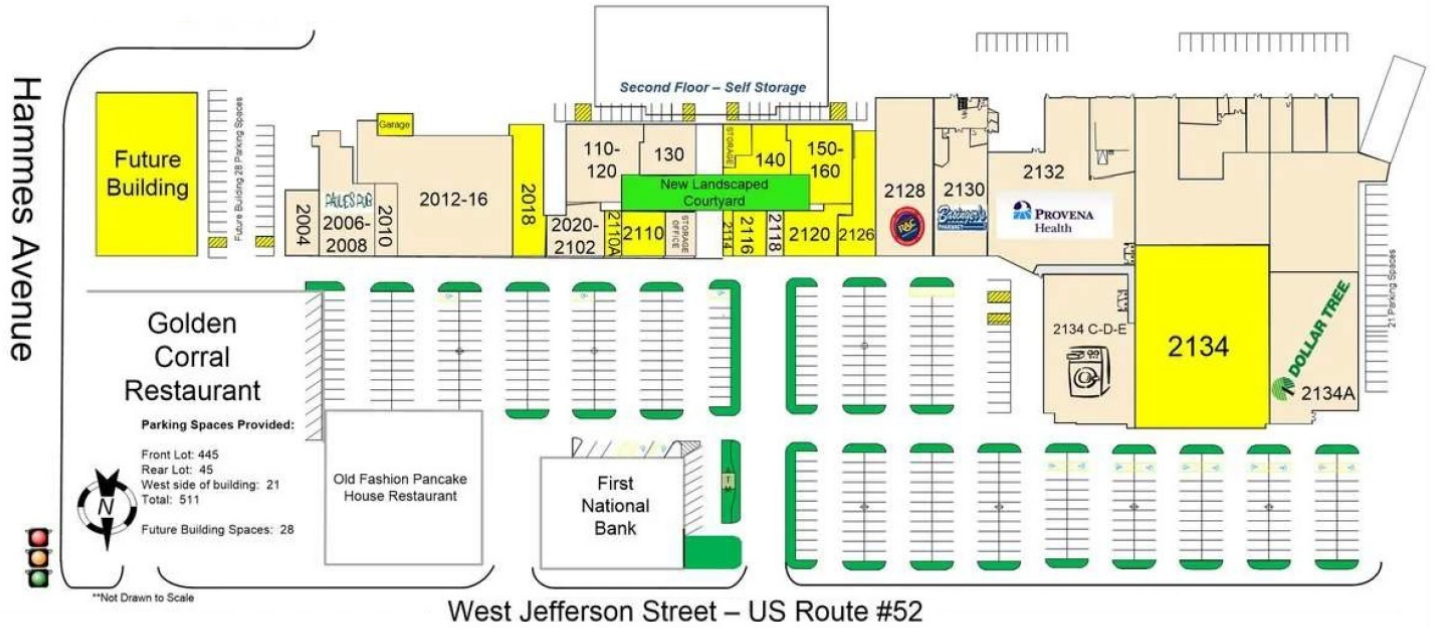 Second Floor – Self Storage
Hammes Avenue
Future
Building
Future Building 28 Parking Spaces
Garage
2004
PAULE'S PUB
2006-
2008
2010
2012-16
2018
110-
120
130
STORAGE
140
150-
160
New Landscaped
Courtyard
2020-
2102
2110A
2110
STORAGE
OFFICE
2114
2116
2118
2120
2126
2128
2130
2132
PROVENA
Health
2134 C-D-E
2134
DOLLAR TREE
2134A
21 Parking Spaces
Golden
Corral
Restaurant
Parking Spaces Provided:
Front Lot: 445
Rear Lot: 45
West side of building: 21
Total: 511
Future Building Spaces: 28
N
Old Fashion Pancake
House Restaurant
First
National
Bank
**Not Drawn to Scale
West Jefferson Street – US Route #52